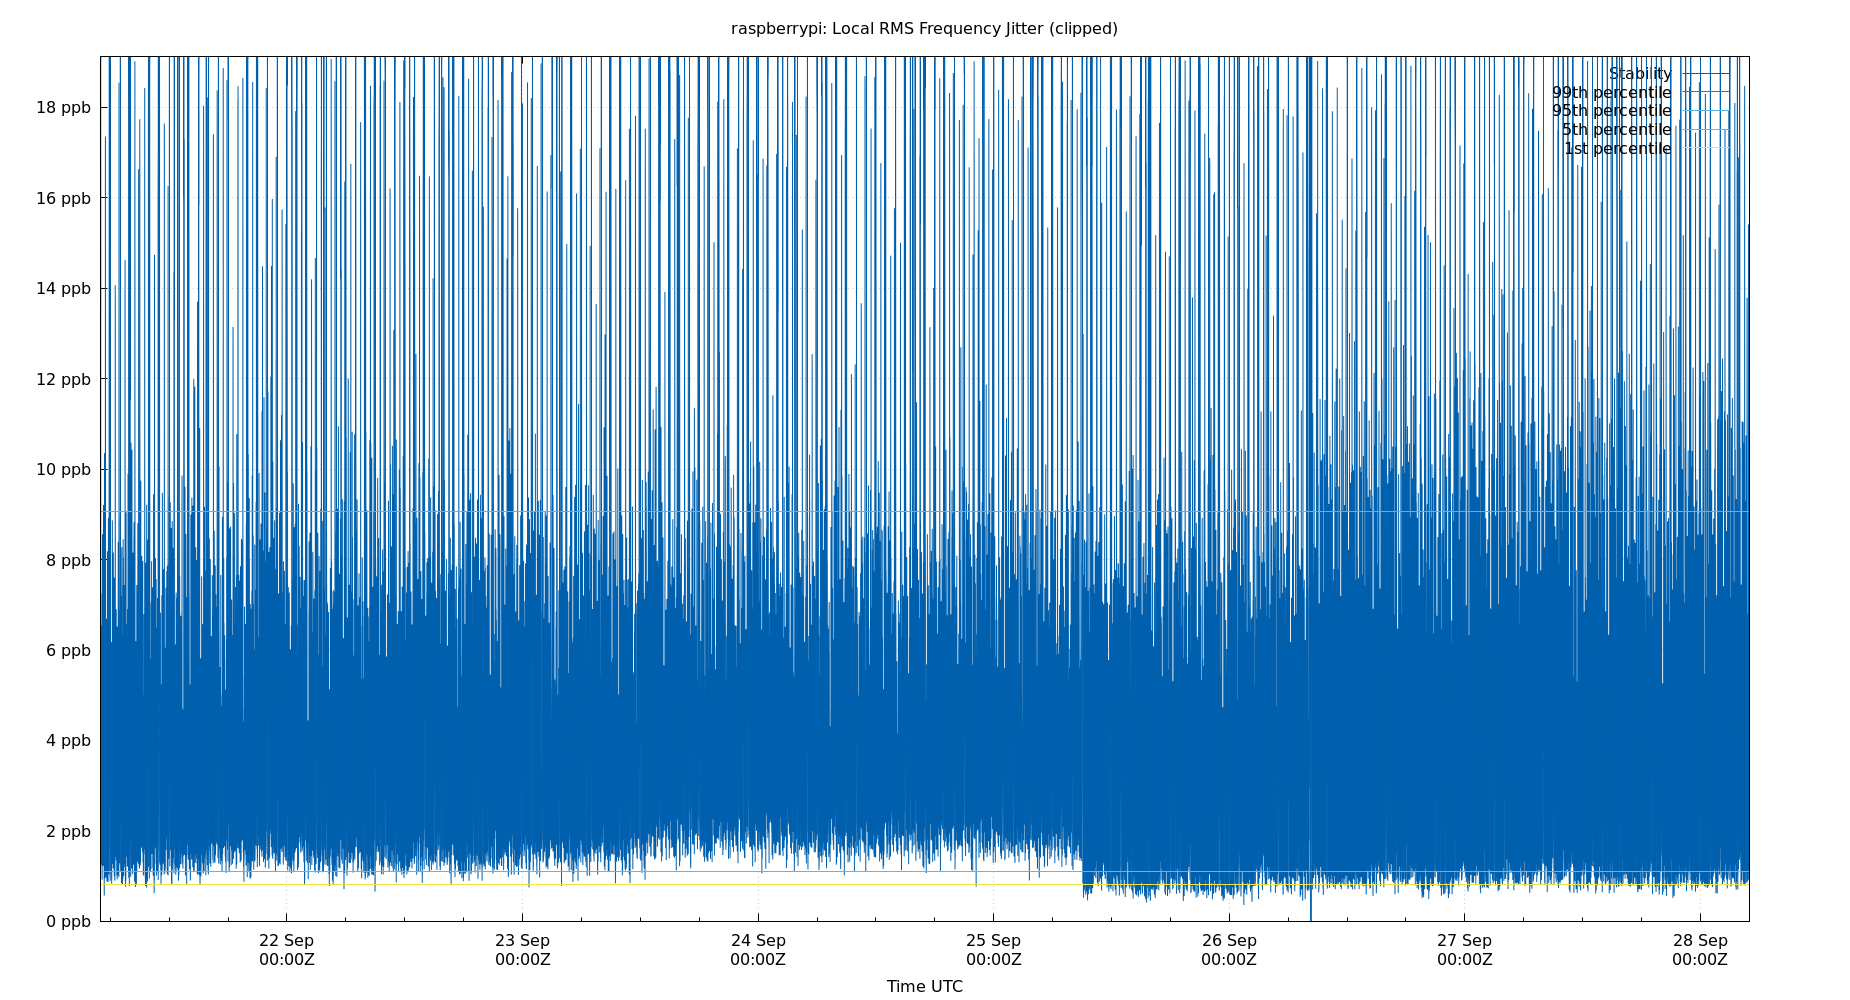 raspberrypi: Local RMS Frequency Jitter (clipped)
Stability
99th percentile
95th percentile
5th percentile
1st percentile
18 ppb
16 ppb
14 ppb
12 ppb
10 ppb
8 ppb
6 ppb
4 ppb
2 ppb
0 ppb
22 Sep 23 Sep 24 Sep 25 Sep 26 Sep 27 Sep 28 Sep
00:00Z 00:00Z 00:00Z 00:00Z 00:00Z 00:00Z 00:00Z
Time UTC